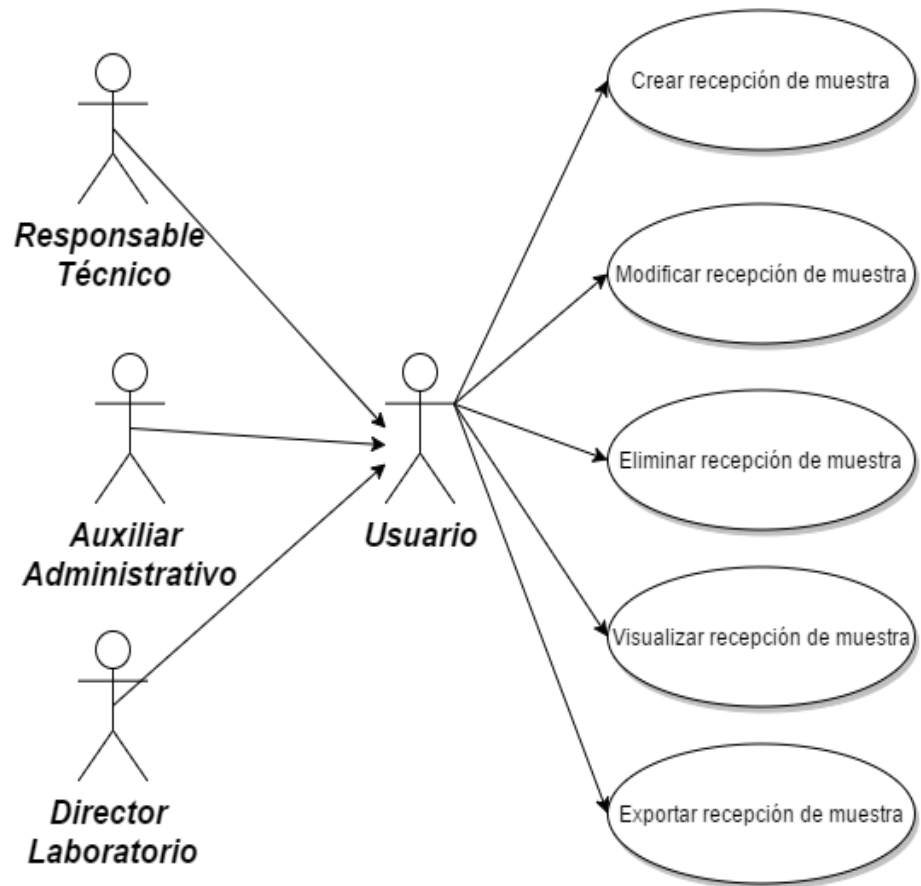 Crear recepción de muestra
Responsable
Técnico
Modificar recepción de muestra
Eliminar recepción de muestra
Auxiliar
Administrativo
Usuario
Visualizar recepción de muestra
Director
Laboratorio
Exportar recepción de muestra